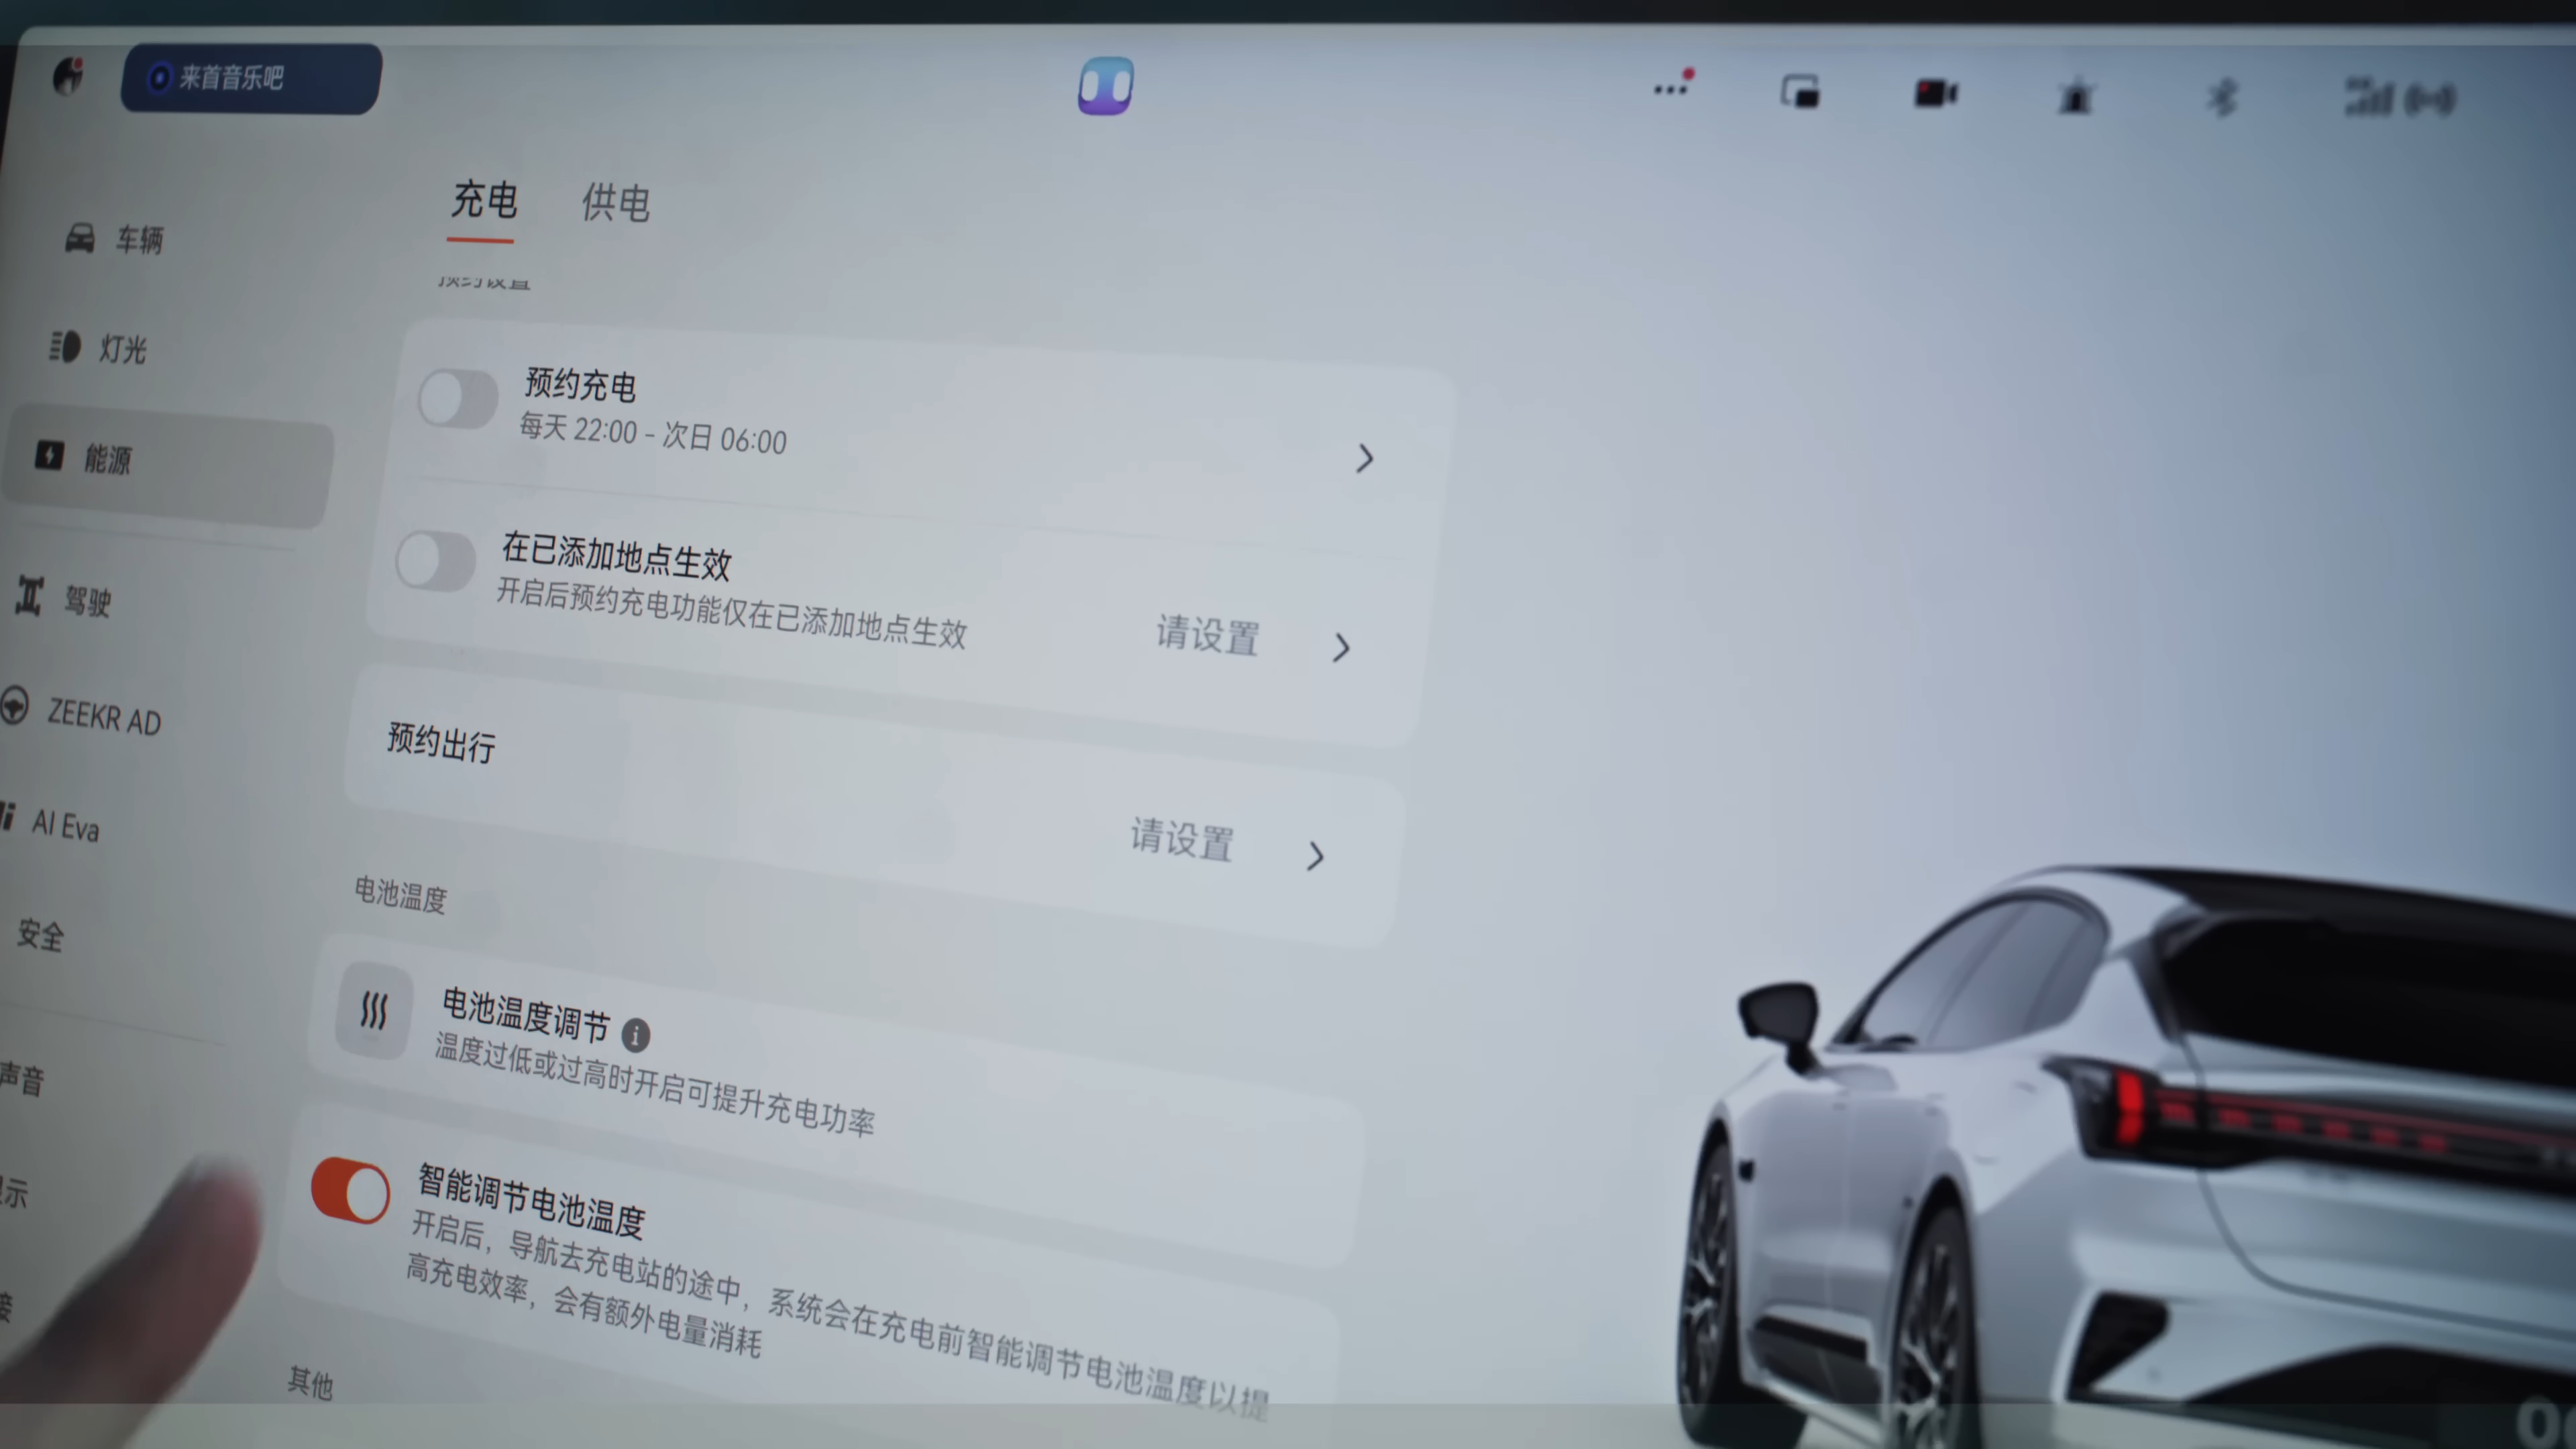 来首音乐吧
充电
供电
预约设置
车辆
灯光
能源
驾驶
ZEEKR AD
AI Eva
安全
声音
示
接
预约充电
每天 22:00 - 次日 06:00
在已添加地点生效
开启后预约充电功能仅在已添加地点生效
请设置
预约出行
请设置
电池温度
电池温度调节
温度过低或过高时开启可提升充电功率
智能调节电池温度
开启后，导航去充电站的途中，系统会在充电前智能调节电池温度以提
高充电效率，会有额外电量消耗
其他